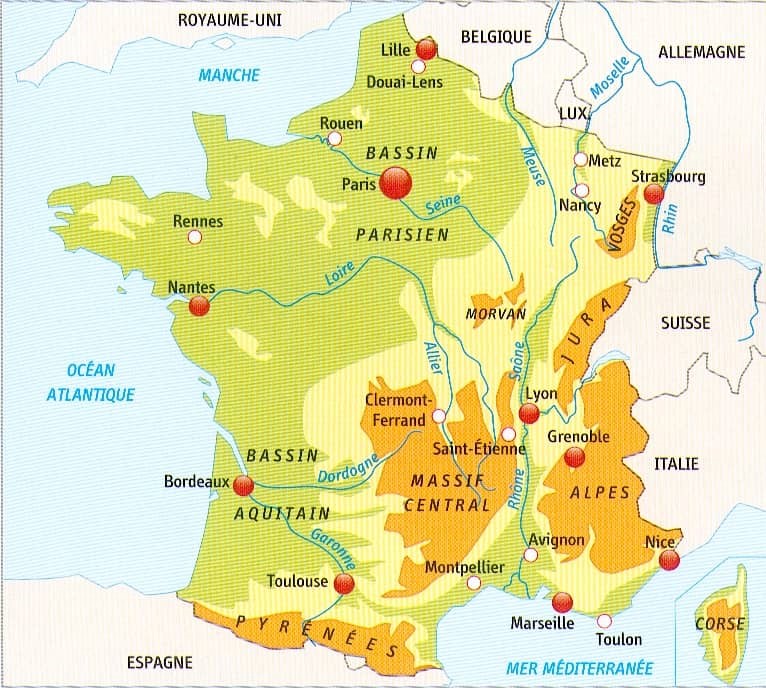 ROYAUME-UNI
BELGIQUE
ALLEMAGNE
Lille
MANCHE
Moselle
Douai-Lens
LUX.
Rouen
BASSIN
Meuse
Metz
Paris
Strasbourg
Seine
Nancy
VOSGES
Rhin
Rennes
PARISIEN
Loire
Nantes
MORVAN
JURA
SUISSE
OCÉAN
ATLANTIQUE
Allier
Saône
Clermont-
Ferrand
Lyon
Saint-Étienne
Grenoble
BASSIN
Dordogne
ITALIE
Bordeaux
MASSIF
CENTRAL
Rhône
ALPES
AQUITAIN
Garonne
Avignon
Nice
Toulouse
Montpellier
Marseille
Toulon
CORSE
PYRÉNÉES
ESPAGNE
MER MÉDITERRANÉE